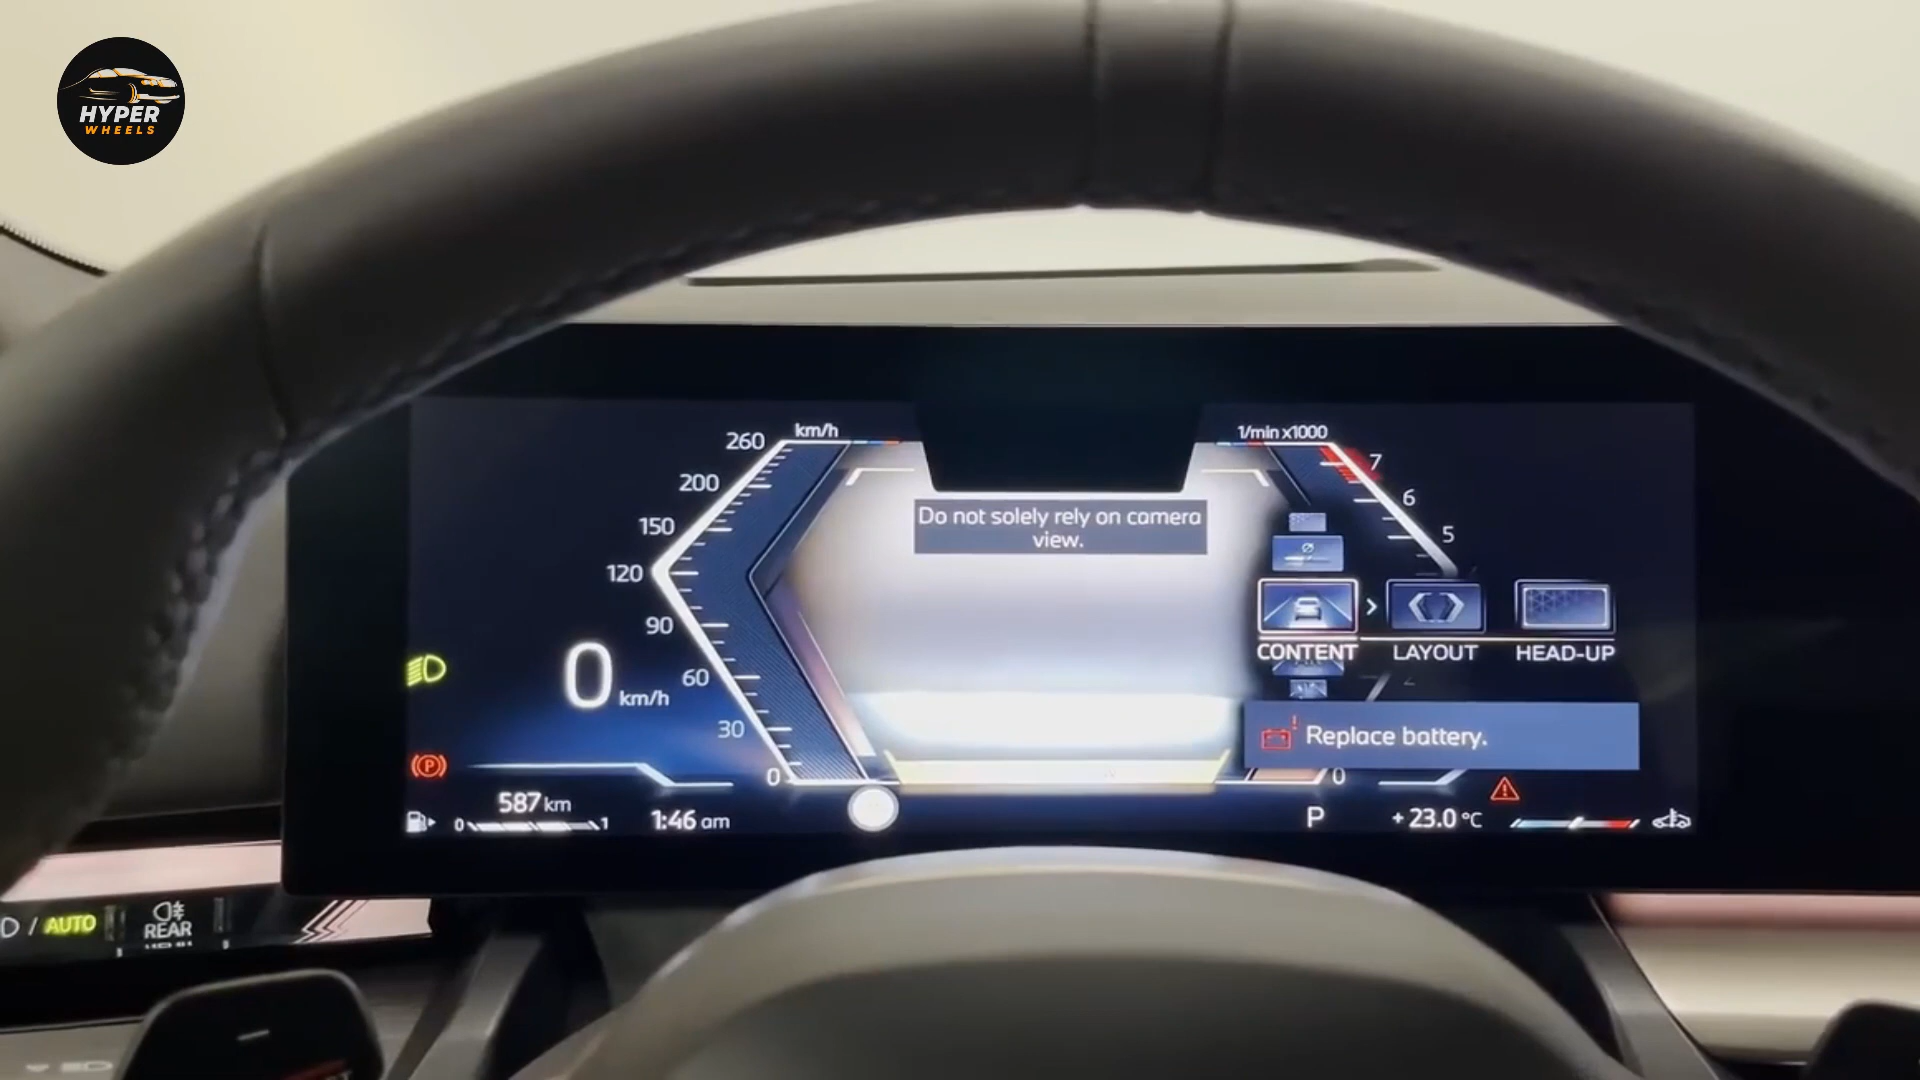 HYPER
WHEELS
km/h
1/min x1000
260
200
150
120
90
60
30
0
7
6
5
2
0
Do not solely rely on camera
view.
CONTENT
LAYOUT
HEAD-UP
0 km/h
Replace battery.
587 km
0
1
1:46 am
P
+ 23.0 °C
/ AUTO
REAR